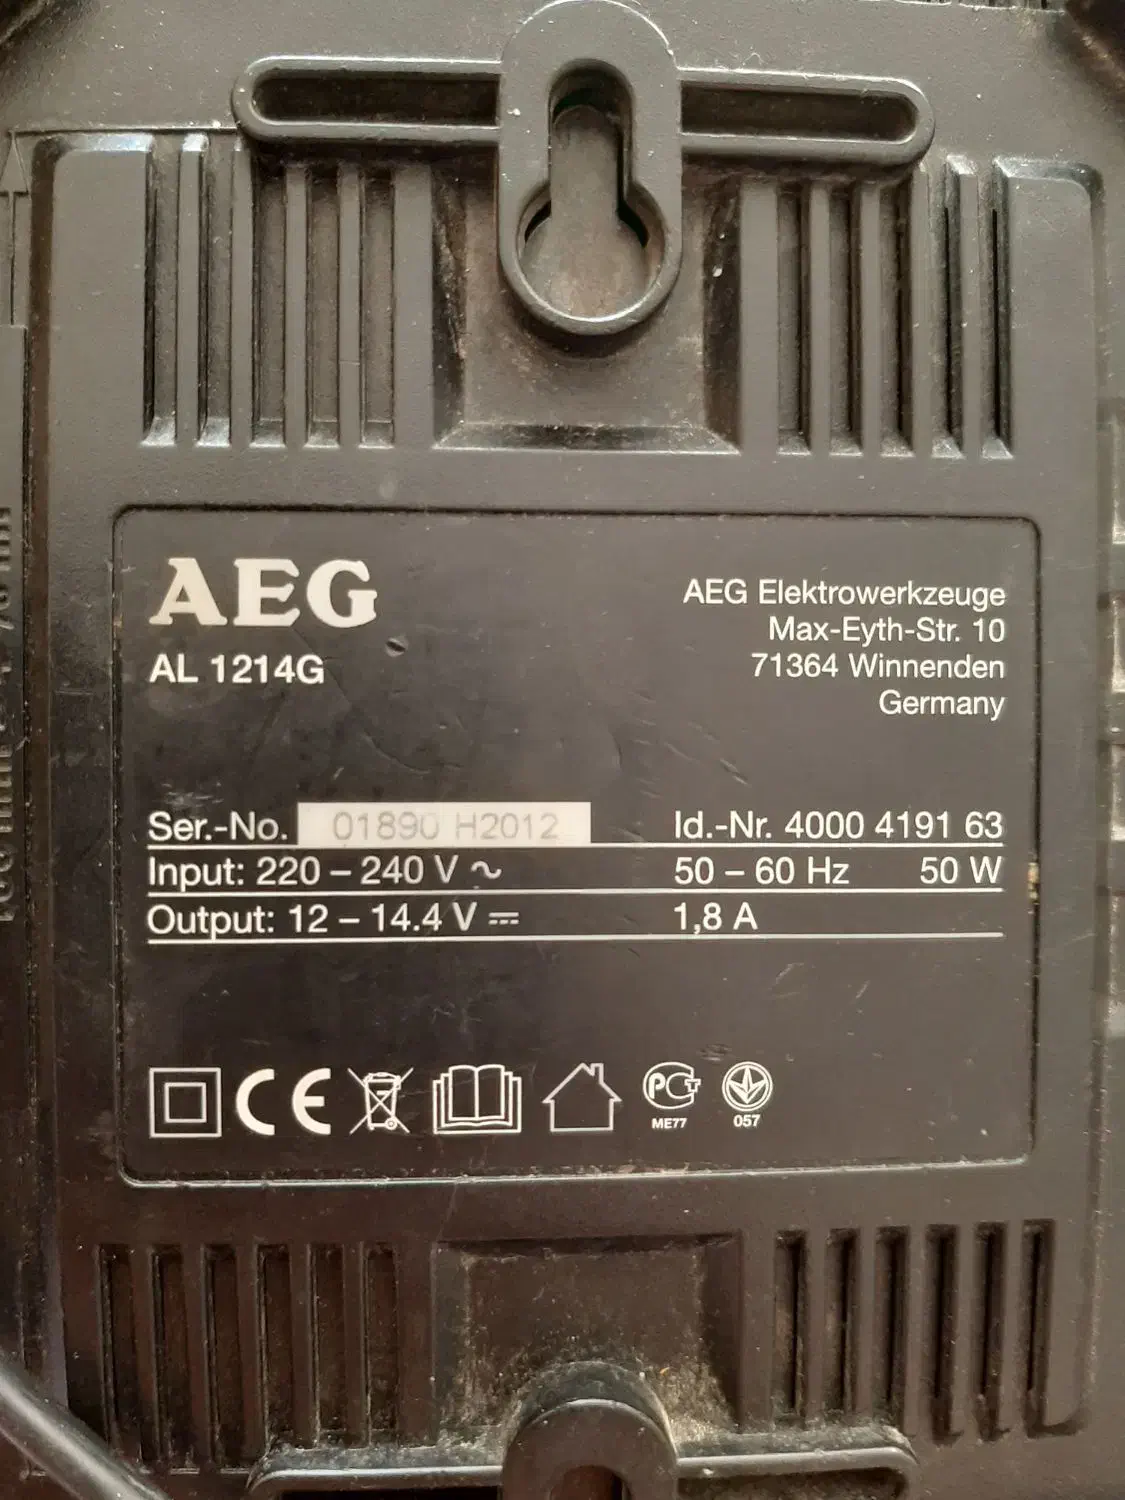 AEG
AL 1214G
AEG Elektrowerkzeuge
Max-Eyth-Str. 10
71364 Winnenden
Germany
Ser.-No. 01890 H2012 Id.-Nr. 4000 4191 63
Input: 220 – 240 V ~ 50 – 60 Hz 50 W
Output: 12 – 14.4 V ⎓ 1,8 A
CE
PCT
ME77
057